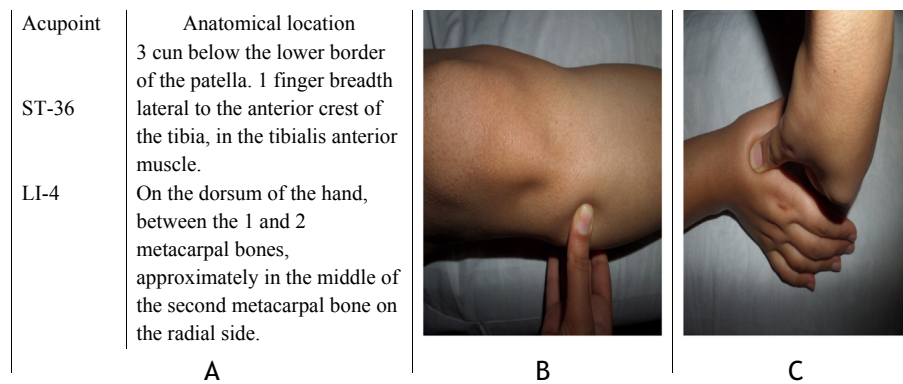 Acupoint Anatomical location
3 cun below the lower border
of the patella. 1 finger breadth
ST-36 lateral to the anterior crest of
the tibia, in the tibialis anterior
muscle.
LI-4 On the dorsum of the hand,
between the 1 and 2
metacarpal bones,
approximately in the middle of
the second metacarpal bone on
the radial side.
A B C